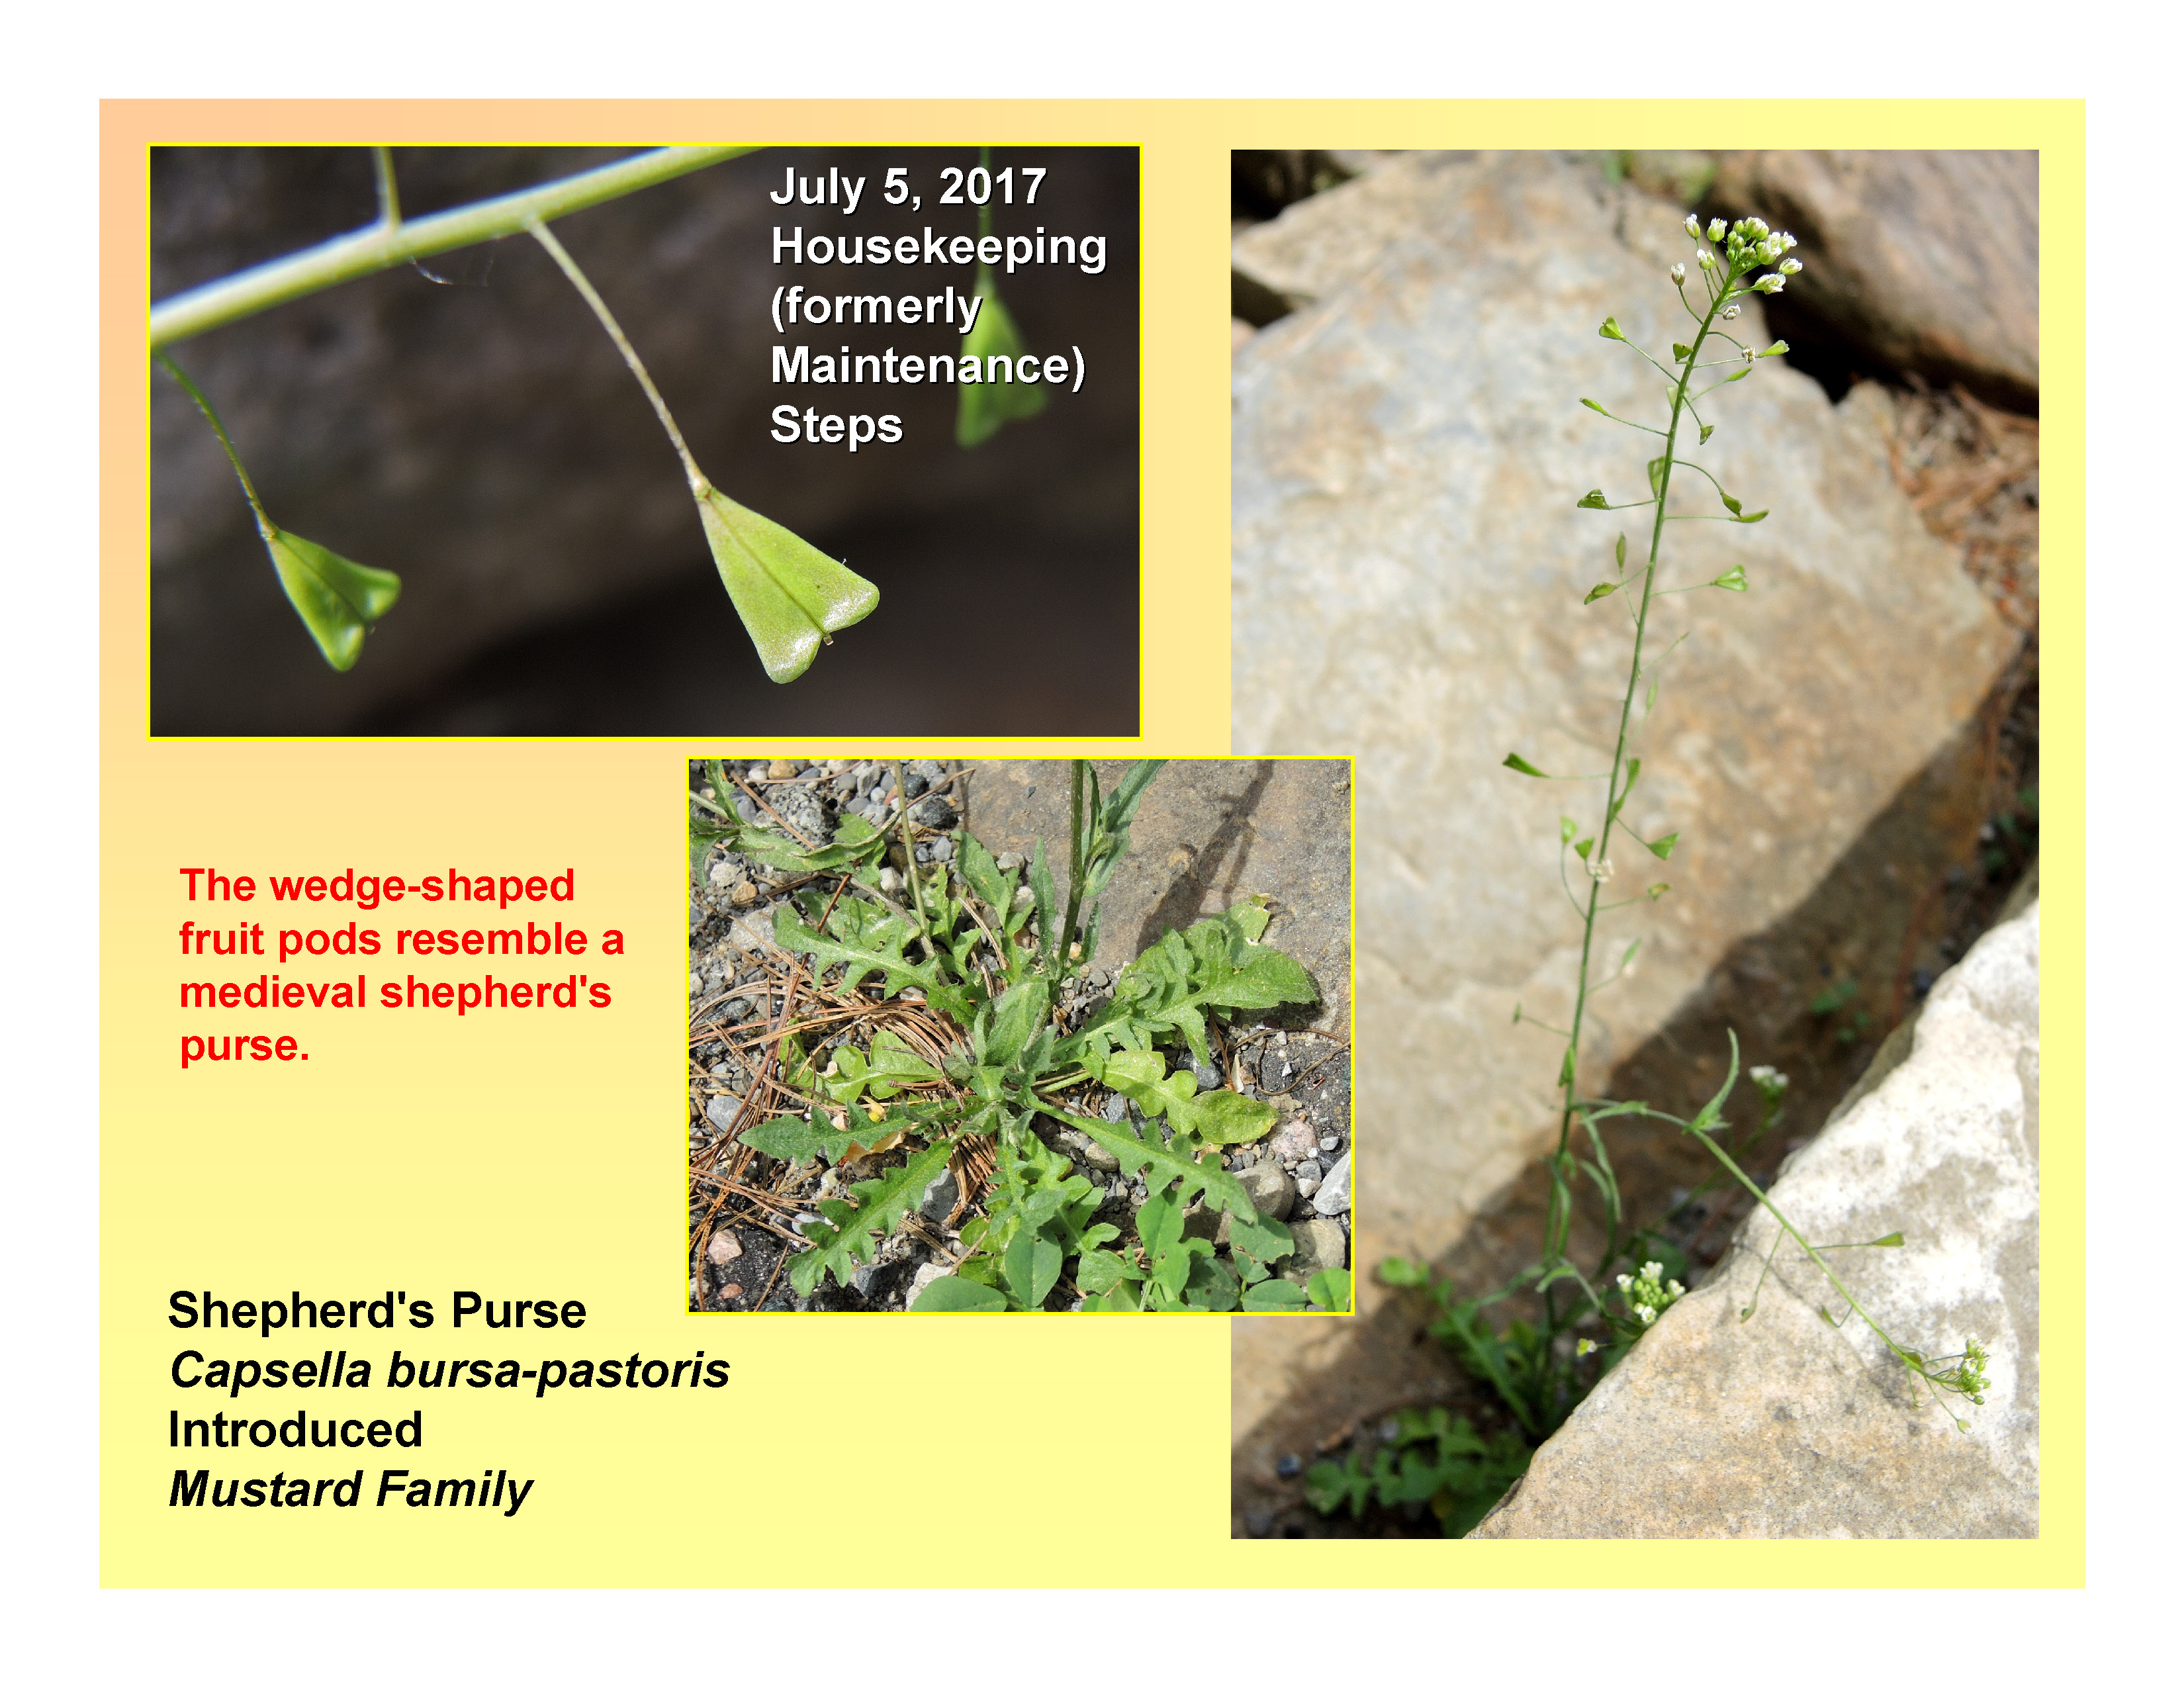 July 5, 2017
Housekeeping
(formerly
Maintenance)
Steps
The wedge-shaped
fruit pods resemble a
medieval shepherd's
purse.
Shepherd's Purse
Capsella bursa-pastoris
Introduced
Mustard Family